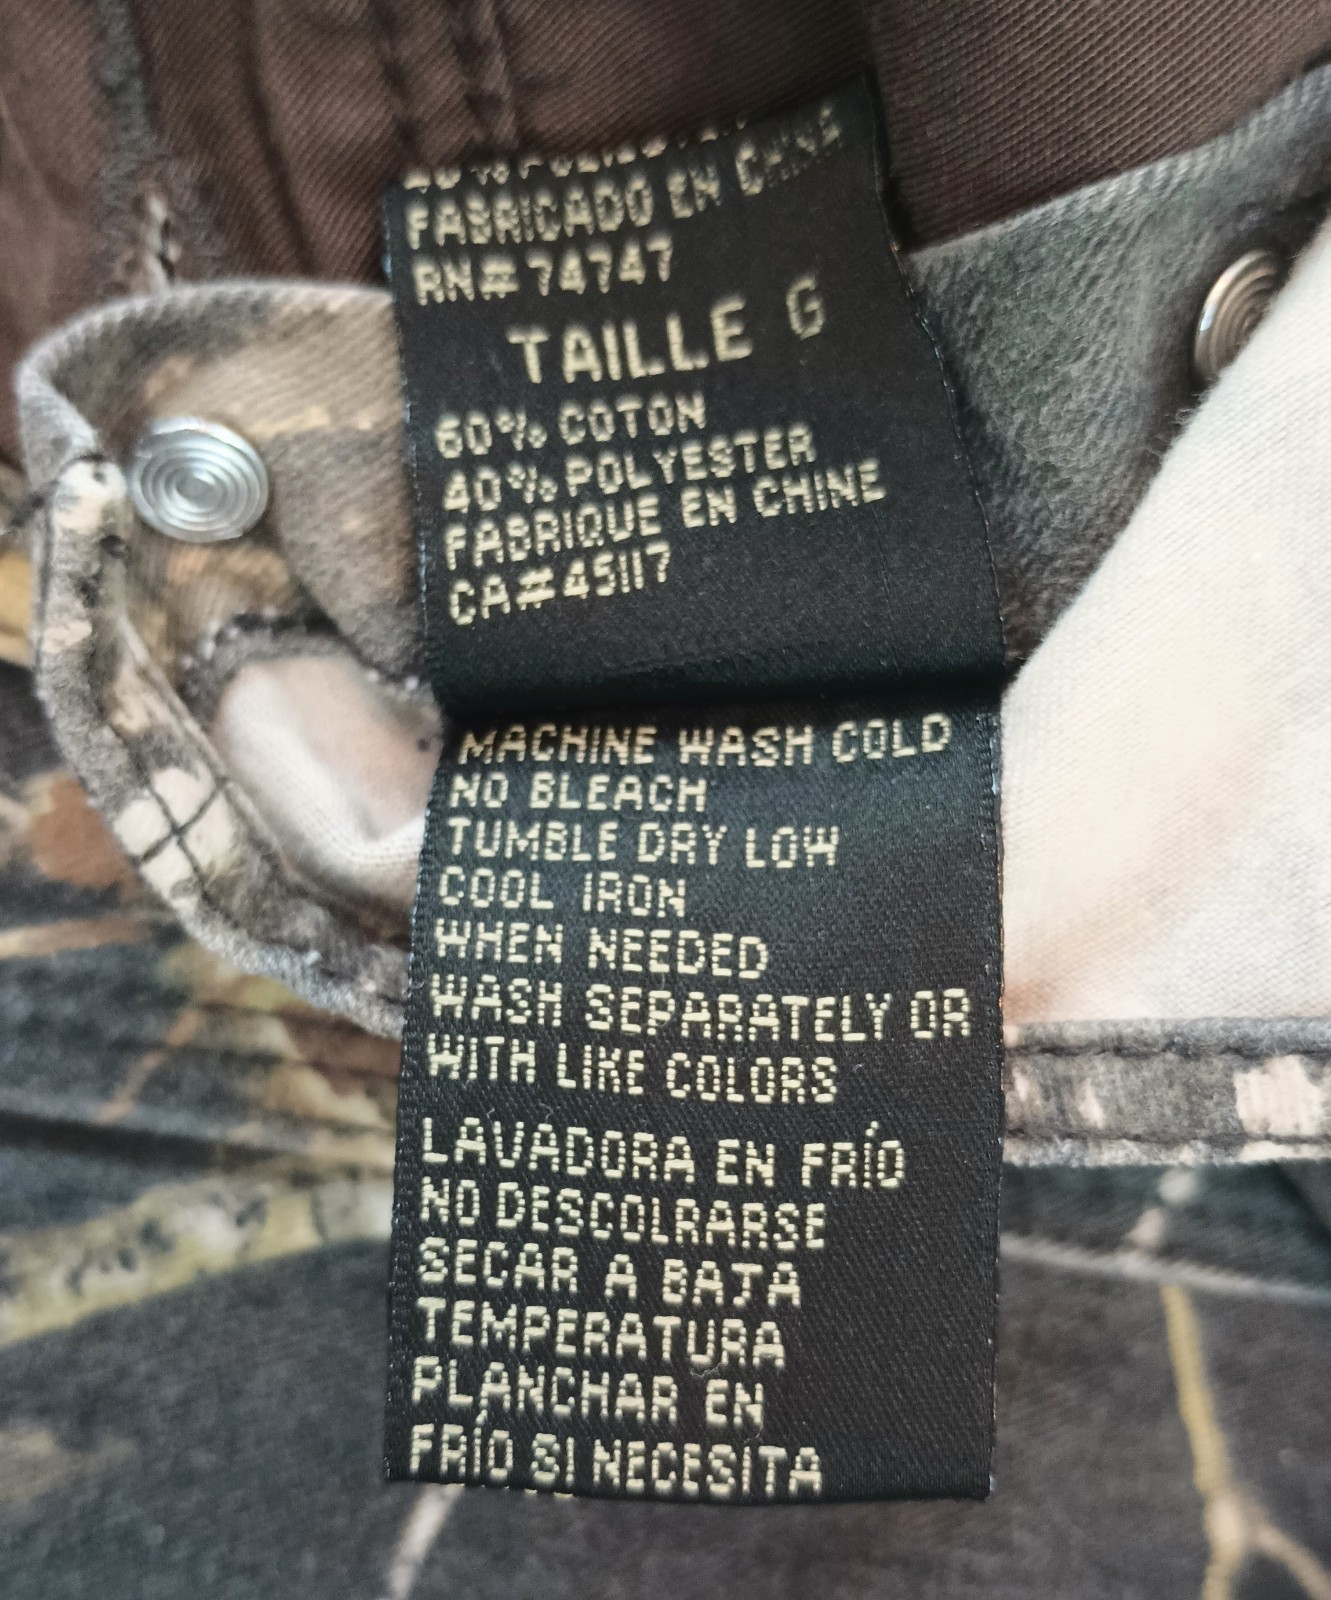 40% POLIESTER
FABRICADO EN CHINA
RN# 74747
TAILLE G
60% COTON
40% POLYESTER
FABRIQUE EN CHINE
CA#45117
MACHINE WASH COLD
NO BLEACH
TUMBLE DRY LOW
COOL IRON
WHEN NEEDED
WASH SEPARATELY OR
WITH LIKE COLORS
LAVADORA EN FRÍO
NO DESCOLRARSE
SECAR A BAJA
TEMPERATURA
PLANCHAR EN
FRÍO SI NECESITA